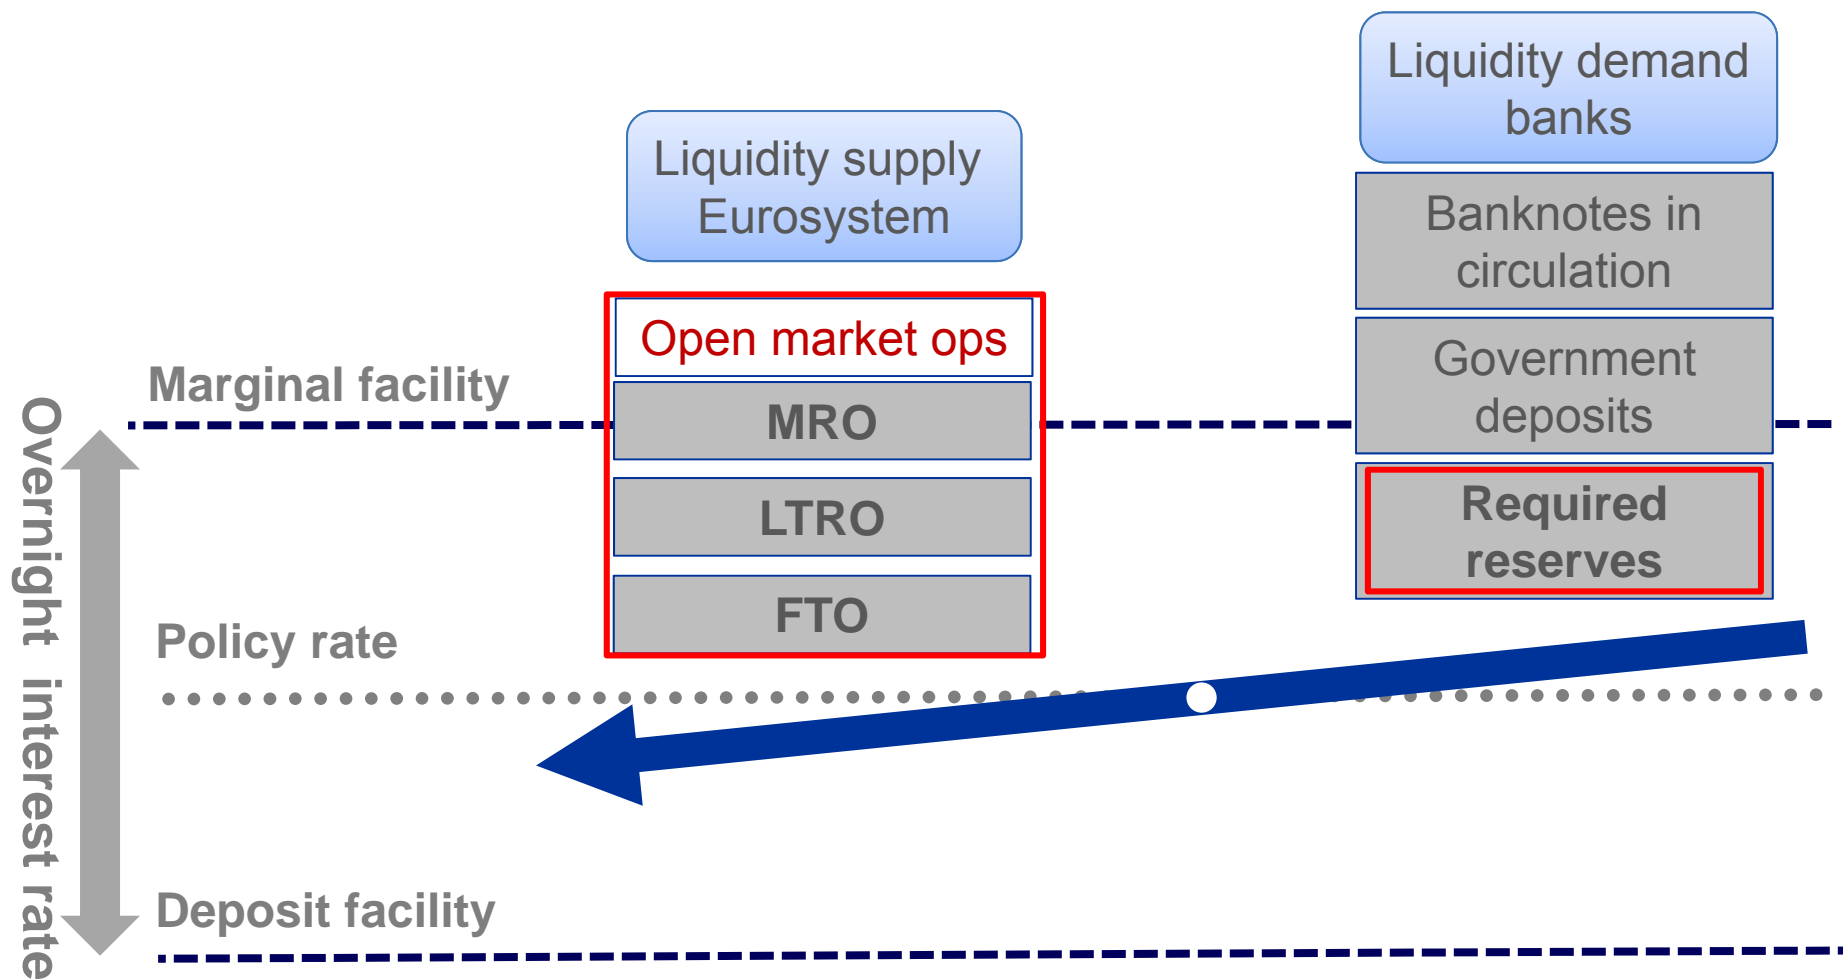 Liquidity demand
banks
Liquidity supply
Eurosystem
Banknotes in
circulation
Open market ops
Government
deposits
Marginal facility
MRO
LTRO
Required
reserves
FTO
Policy rate
Deposit facility
Overnight interest rate